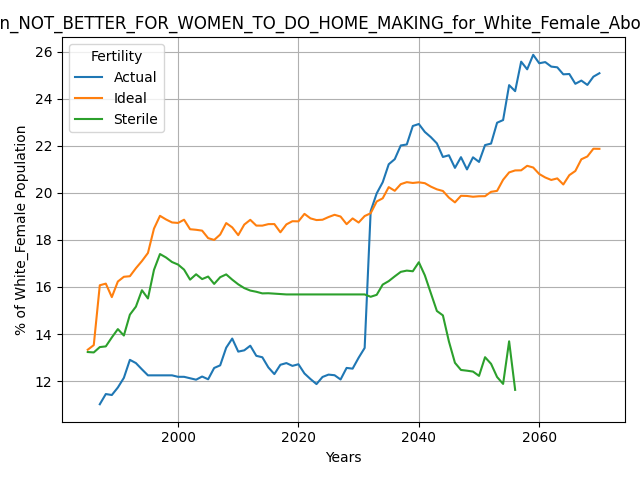 n_NOT_BETTER_FOR_WOMEN_TO_DO_HOME_MAKING_for_White_Female_Abo
Fertility
Actual
Ideal
Sterile
% of White_Female Population
26
24
22
20
18
16
14
12
2000 2020 2040 2060
Years